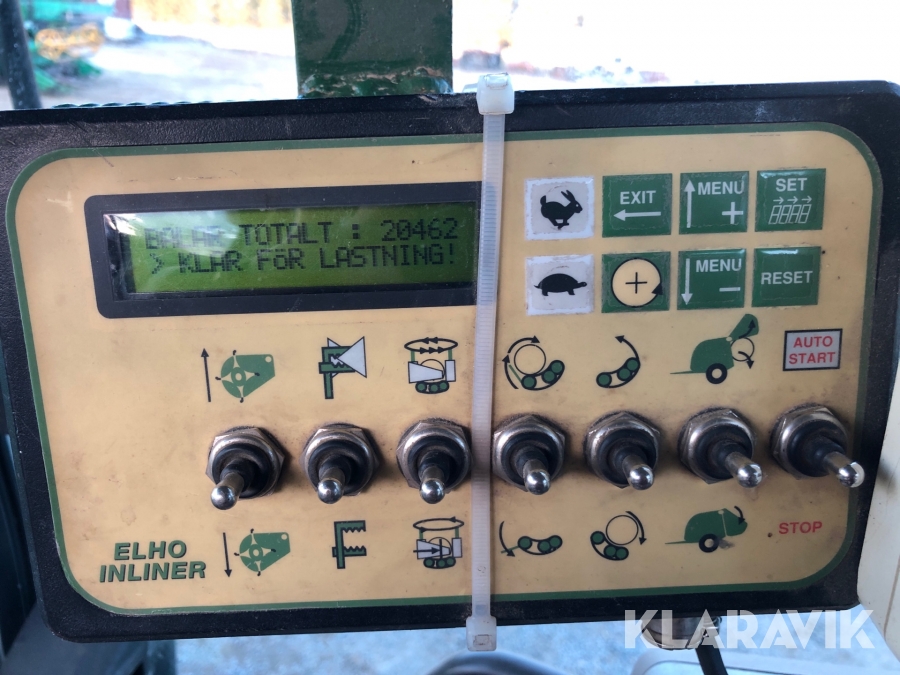 BALAR TOTALT : 20462
> KLAR FÖR LASTNING!
EXIT
MENU
+
SET
+
MENU
-
RESET
AUTO
START
ELHO
INLINER
STOP
KLARAVIK